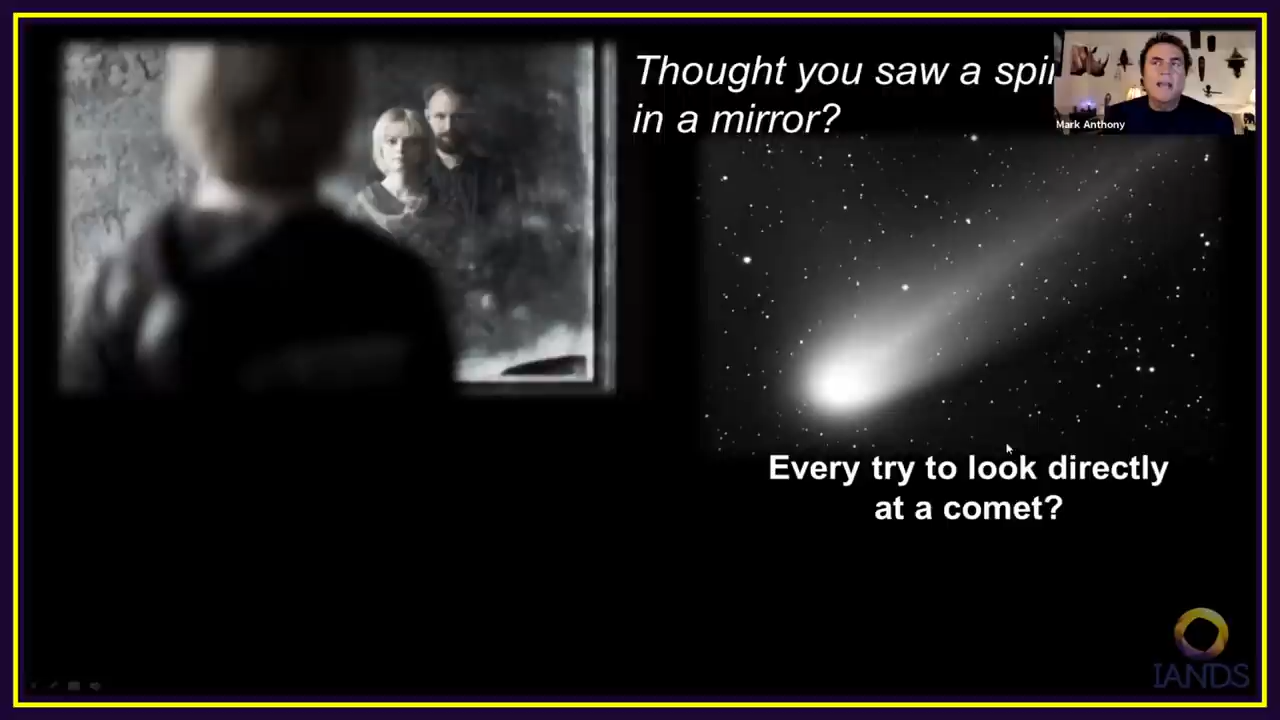 Thought you saw a spi
in a mirror?
Mark Anthony
Every try to look directly
at a comet?
IANDS